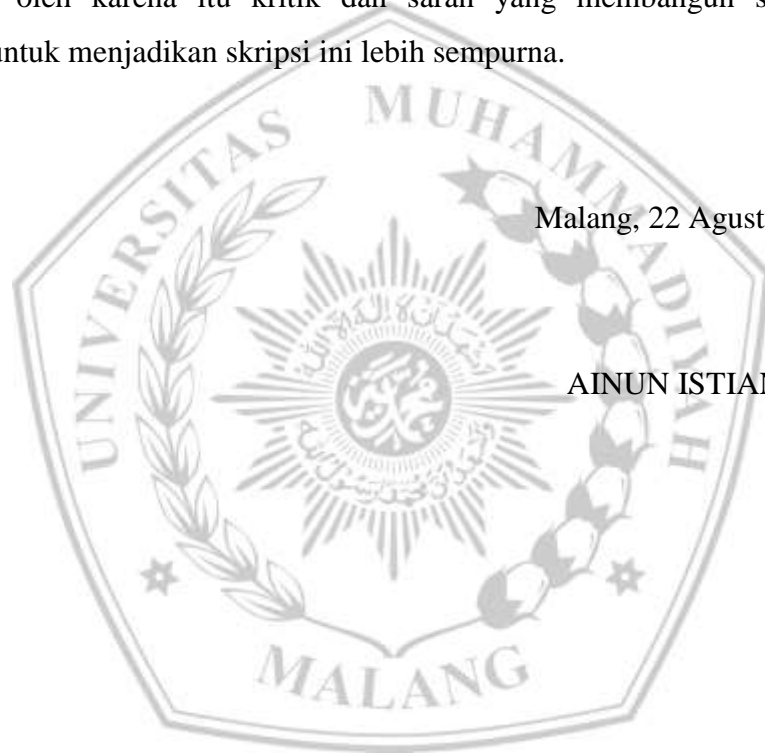 oleh karena itu kritik dan saran yang membangun s
untuk menjadikan skripsi ini lebih sempurna.
UNIVERSITAS MUHAMMADIYAH
Malang, 22 Agust
AINUN ISTIAN
محمدية
MALANG